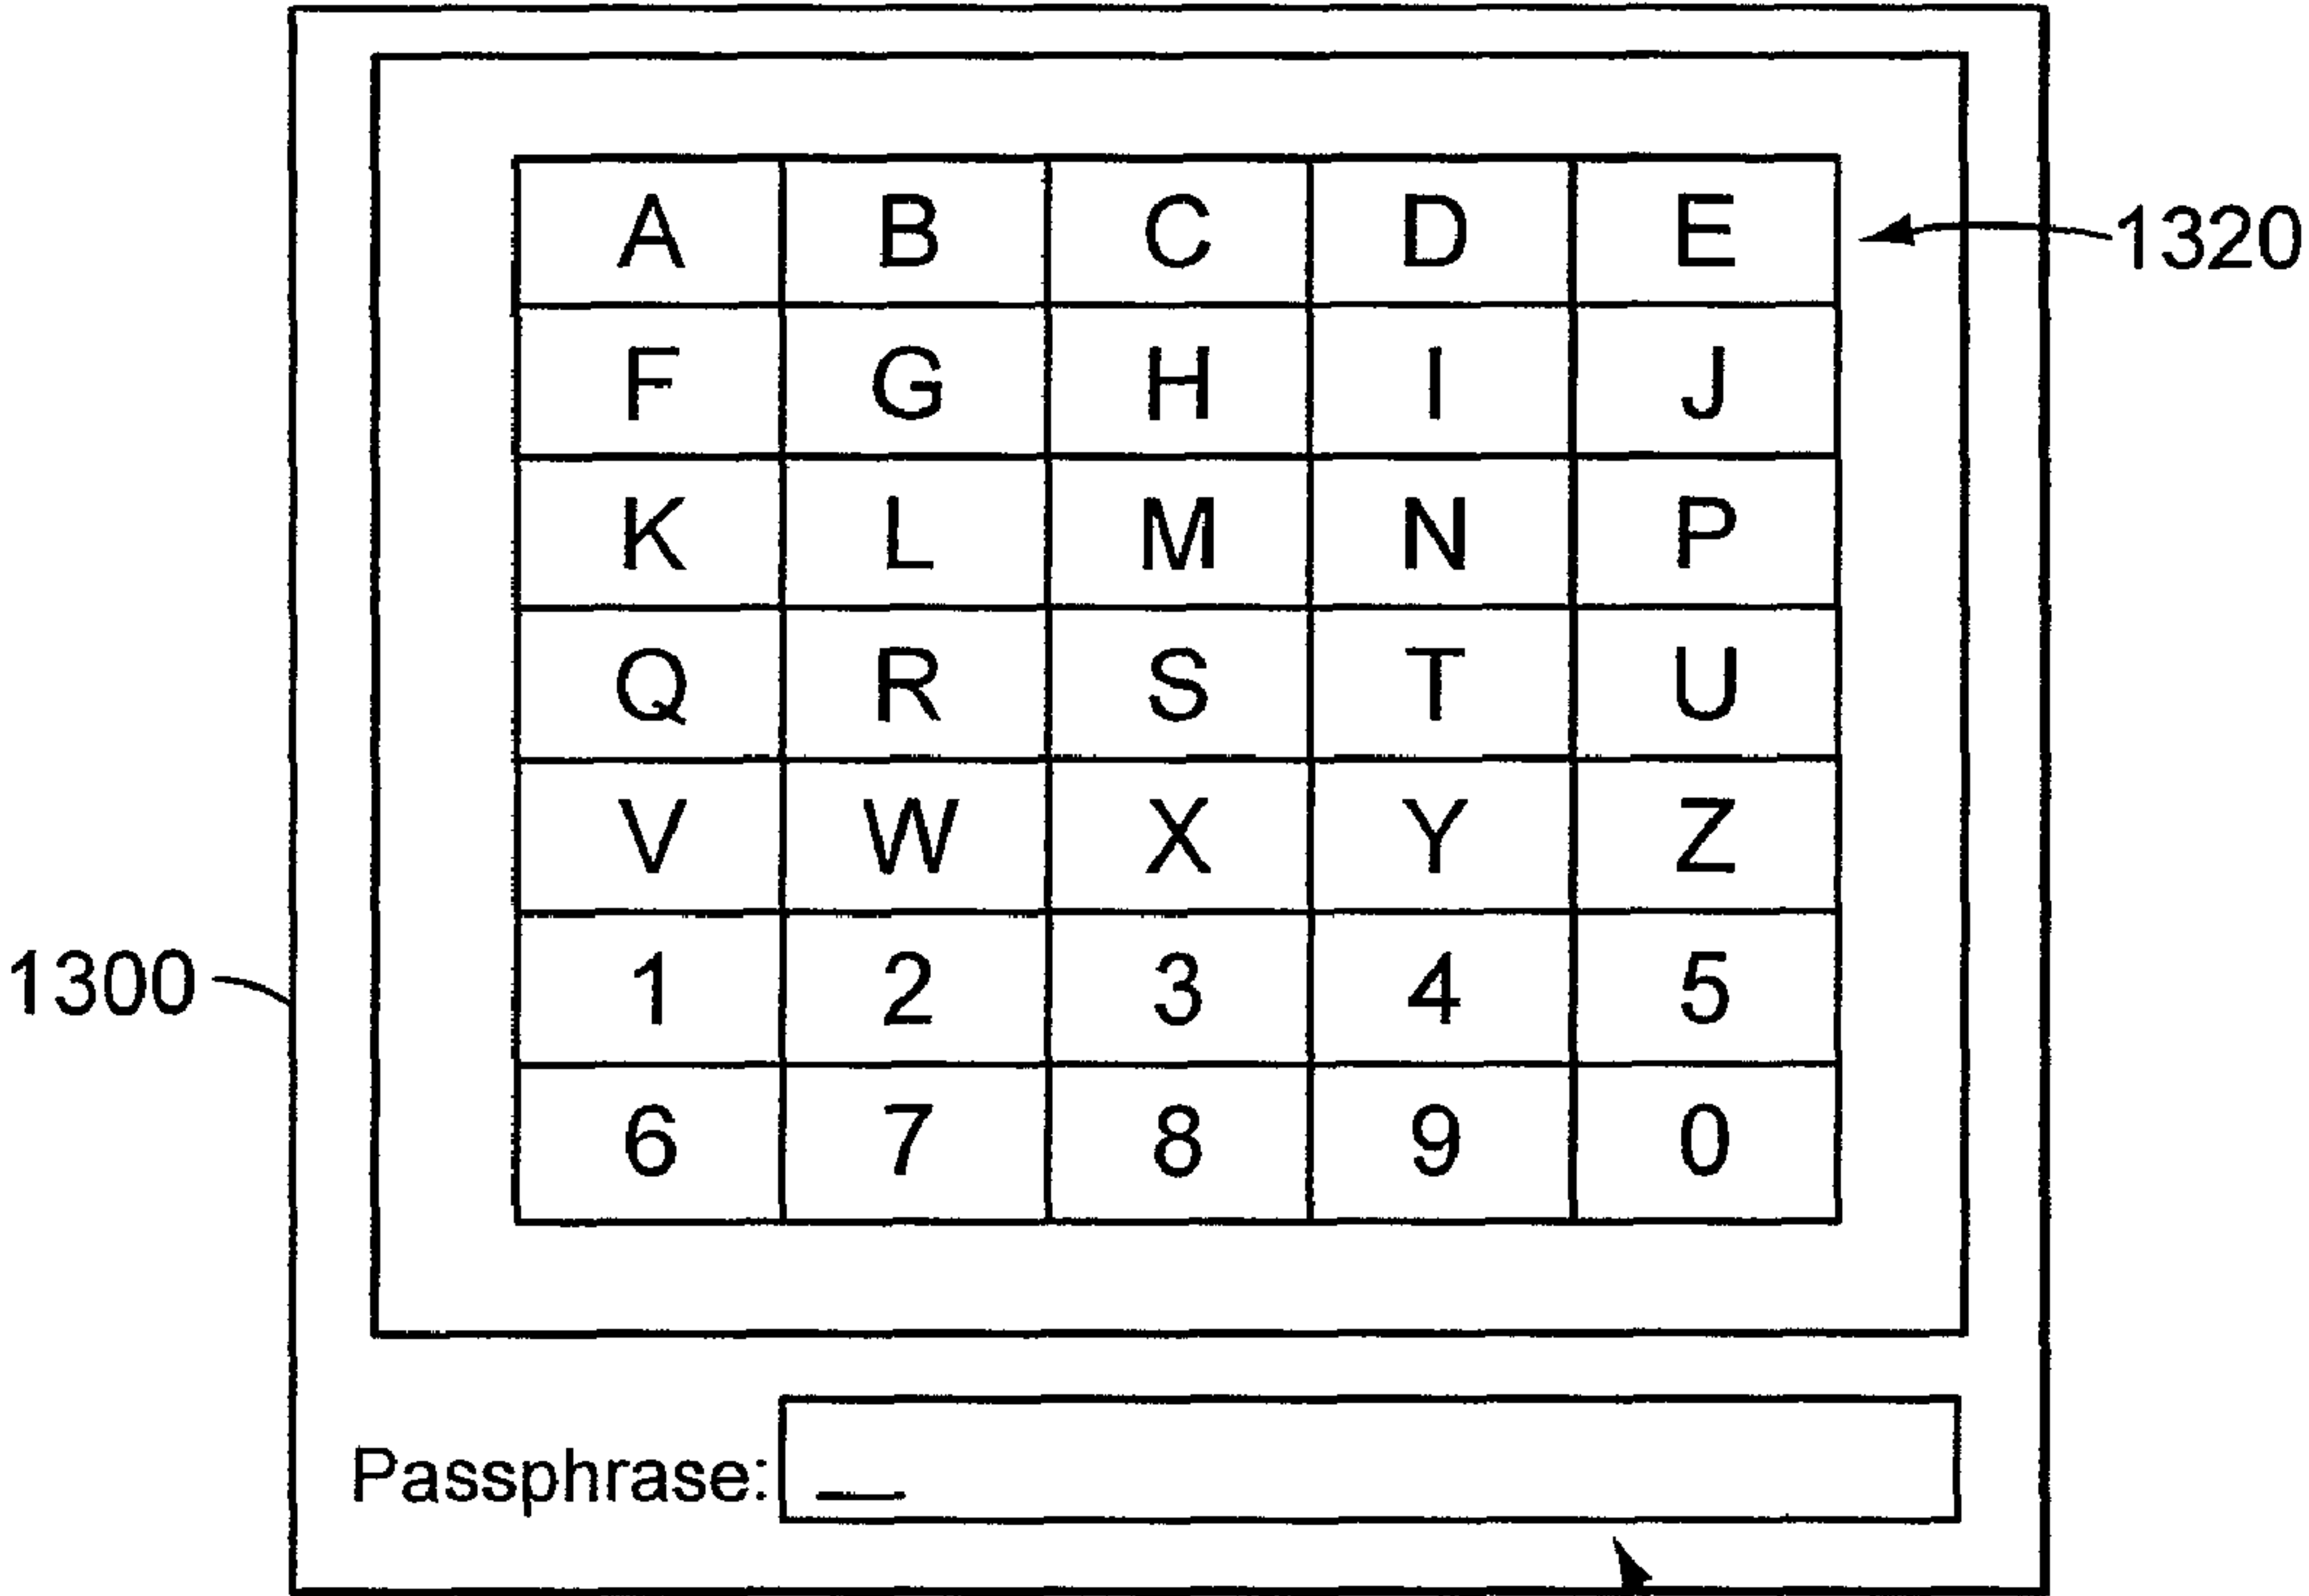 A B C D E 1320
F G H I J
K L M N P
Q R S T U
V W X Y Z
1300 1 2 3 4 5
6 7 8 9 0
Passphrase: